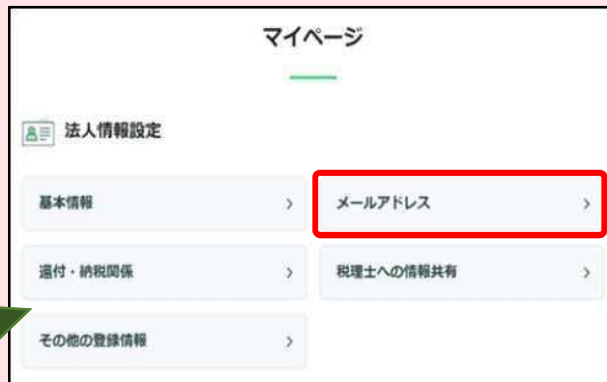 マイページ
法人情報設定
基本情報
メールアドレス
還付・納税関係
税理士への情報共有
その他の登録情報